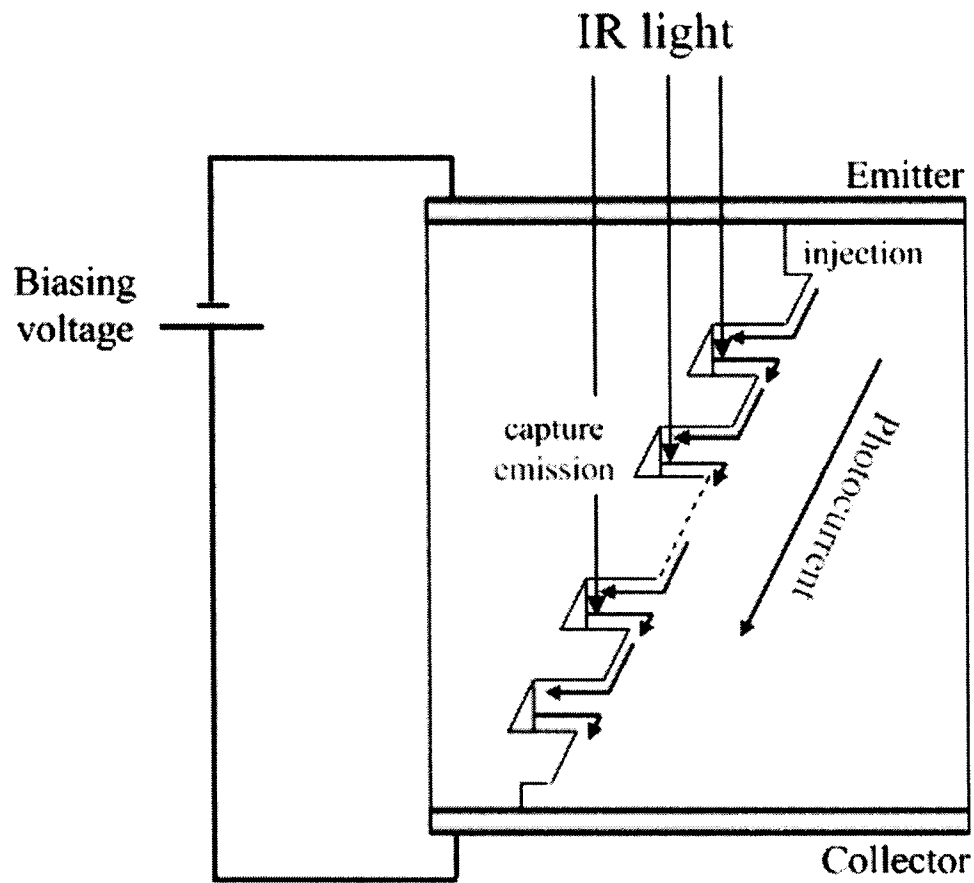 IR light
Emitter
injection
Biasing
voltage
capture
emission
Photocurrent
Collector